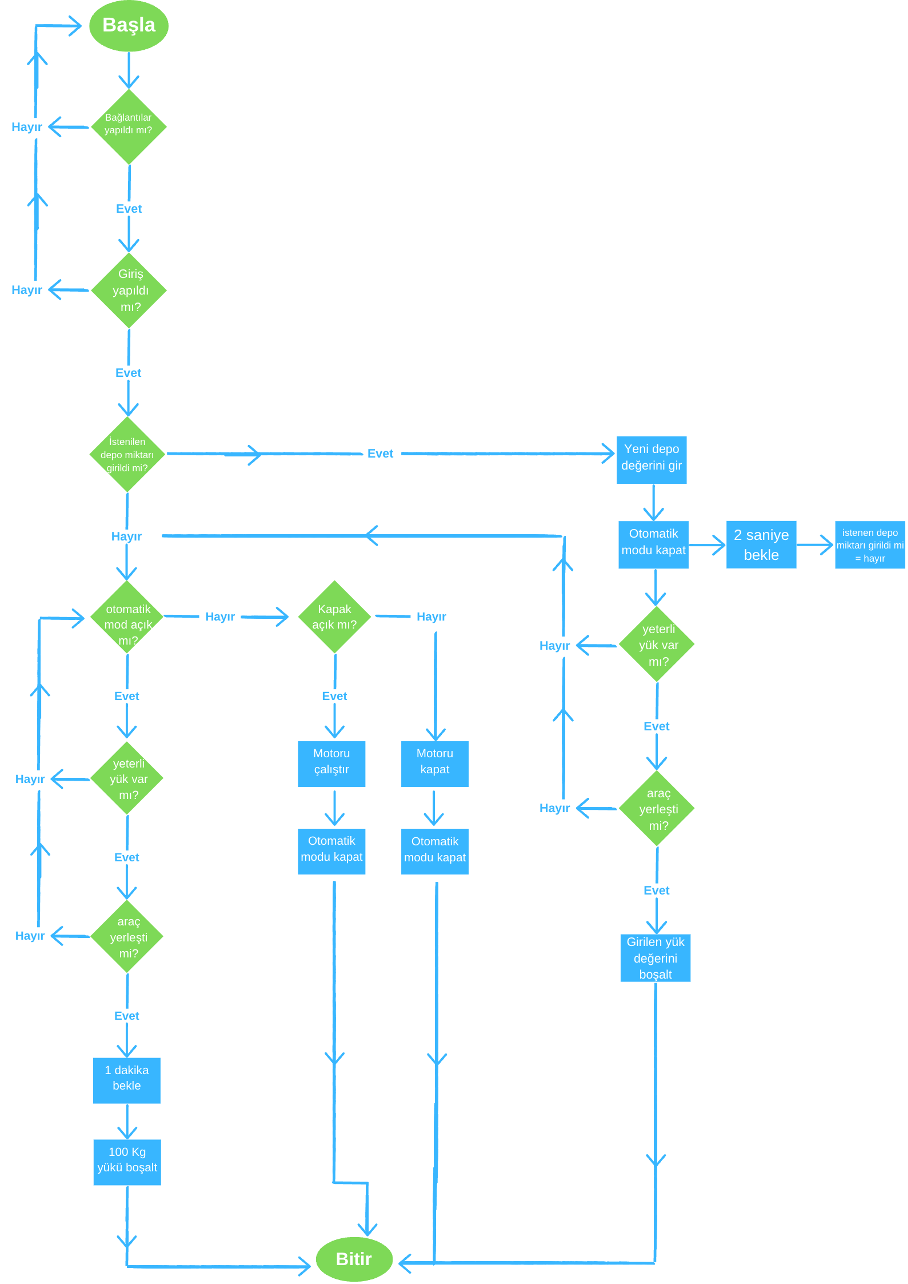 Başla
Bağlantılar
yapıldı mı?
Hayır
Evet
Giriş
yapıldı
mı?
Hayır
Evet
İstenilen
depo miktarı
girildi mi?
Evet
Yeni depo
değerini gir
Hayır
Otomatik
modu kapat
2 saniye
bekle
istenen depo
miktarı girildi mi
= hayır
otomatik
mod açık
mı?
Hayır
Kapak
açık mı?
Hayır
yeterli
yük var
mı?
Hayır
Evet
Evet
Evet
Motoru
çalıştır
Motoru
kapat
yeterli
yük var
mı?
Hayır
araç
yerleşti
mi?
Hayır
Evet
Otomatik
modu kapat
Otomatik
modu kapat
Evet
araç
yerleşti
mi?
Hayır
Girilen yük
değerini
boşalt
Evet
1 dakika
bekle
100 Kg
yükü boşalt
Bitir